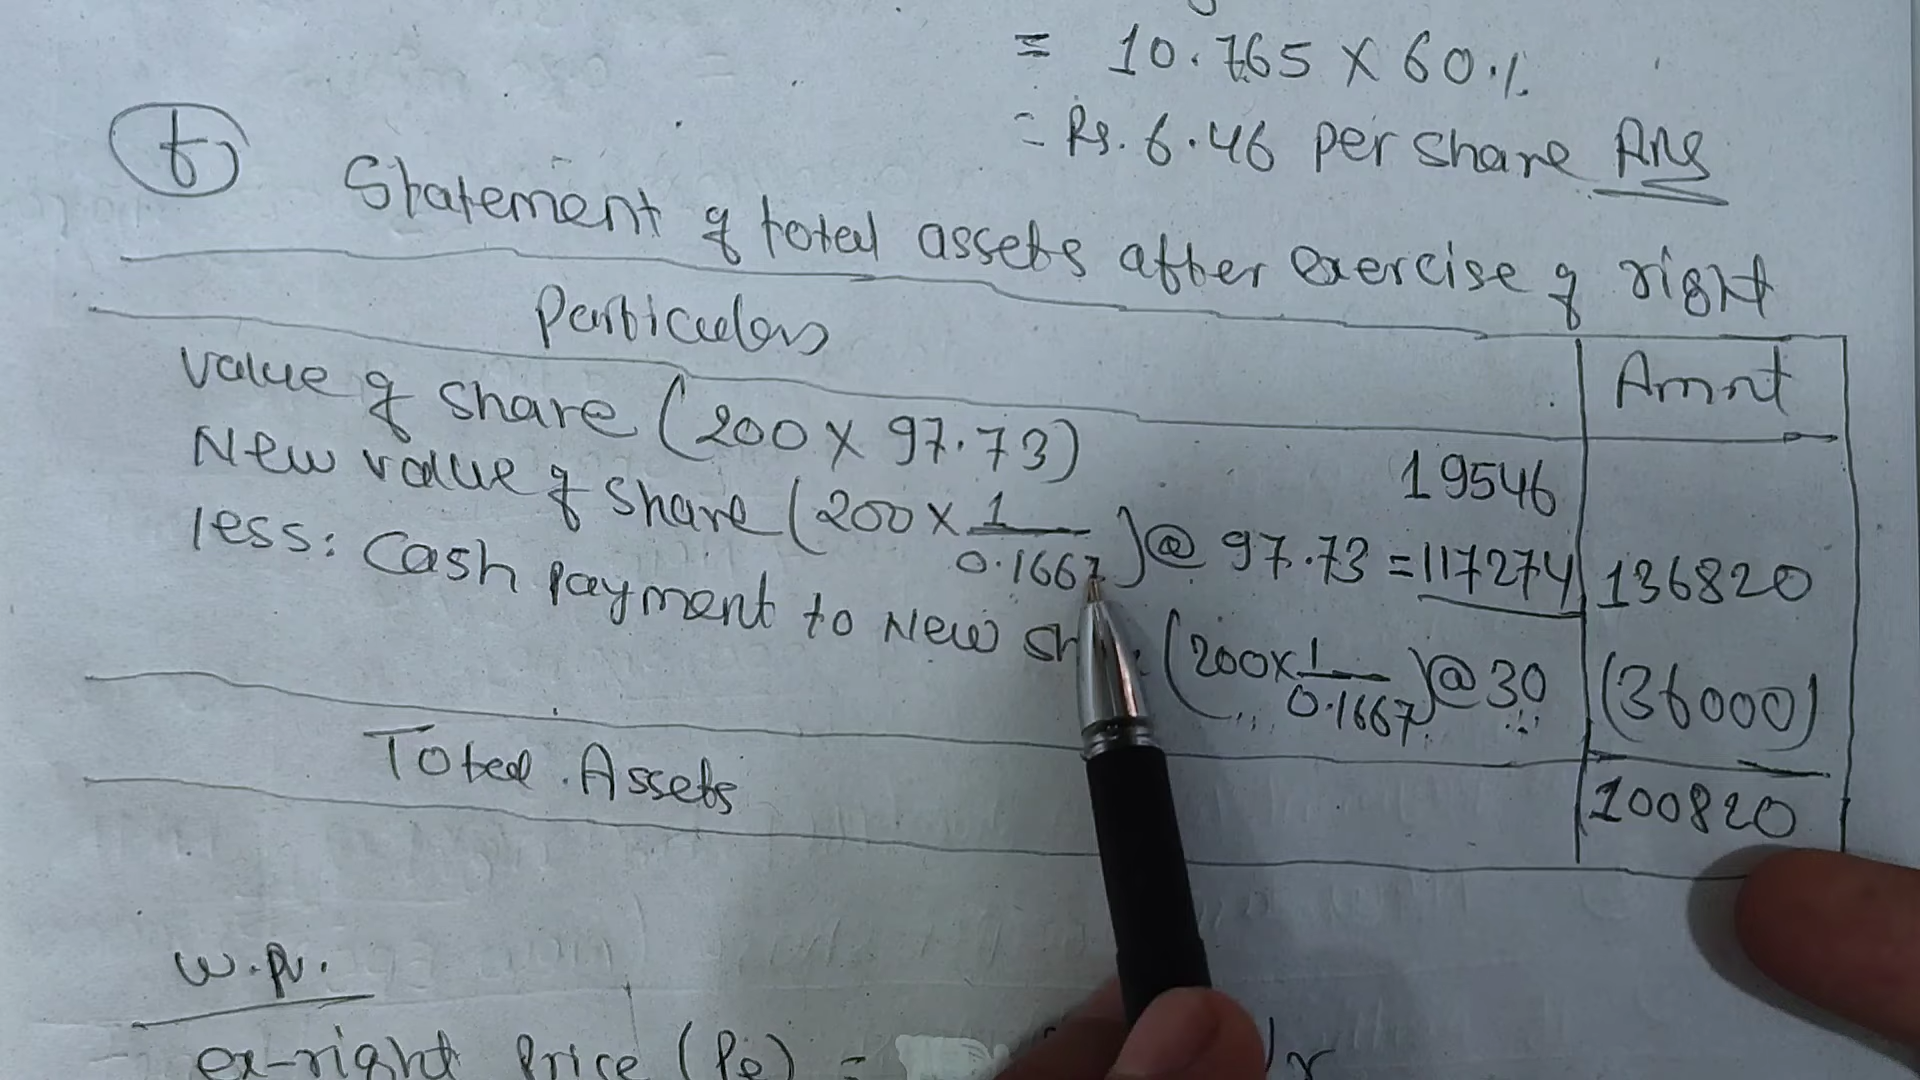 = 10.765 X 60%
= Rs. 6.46 per share Ans
f
Statement of total assets after exercise of right
Particulars
Amnt
Value of share (200 X 97.73)
19546
New value of share (200 X 1/0.1667) @ 97.73 = 117274
136820
less: Cash payment to New (200 X 1/0.1667) @ 30
(36000)
Total Assets
100820
W.N.
ex-right Price (Pe) =